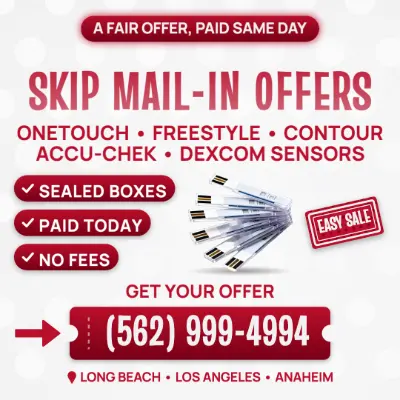 A FAIR OFFER, PAID SAME DAY
SKIP MAIL-IN OFFERS
ONETOUCH • FREESTYLE • CONTOUR
ACCU-CHEK • DEXCOM SENSORS
✓ SEALED BOXES
✓ PAID TODAY
✓ NO FEES
EASY SALE
GET YOUR OFFER
(562) 999-4994
LONG BEACH • LOS ANGELES • ANAHEIM